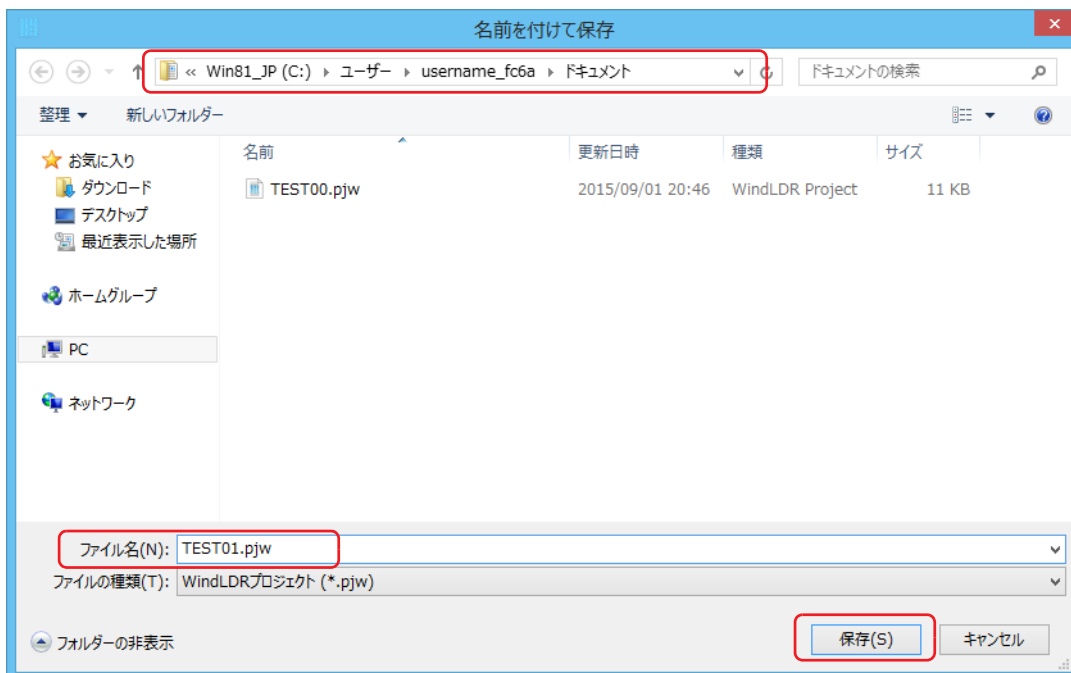 名前を付けて保存
« Win81_JP (C:) ▸ ユーザー ▸ username_fc6a ▸ ドキュメント
ドキュメントの検索
整理 ▼ 新しいフォルダー
名前 更新日時 種類 サイズ
TEST00.pjw 2015/09/01 20:46 WindLDR Project 11 KB
お気に入り
ダウンロード
デスクトップ
最近表示した場所
ホームグループ
PC
ネットワーク
ファイル名(N): TEST01.pjw
ファイルの種類(T): WindLDRプロジェクト (*.pjw)
フォルダーの非表示 保存(S) キャンセル